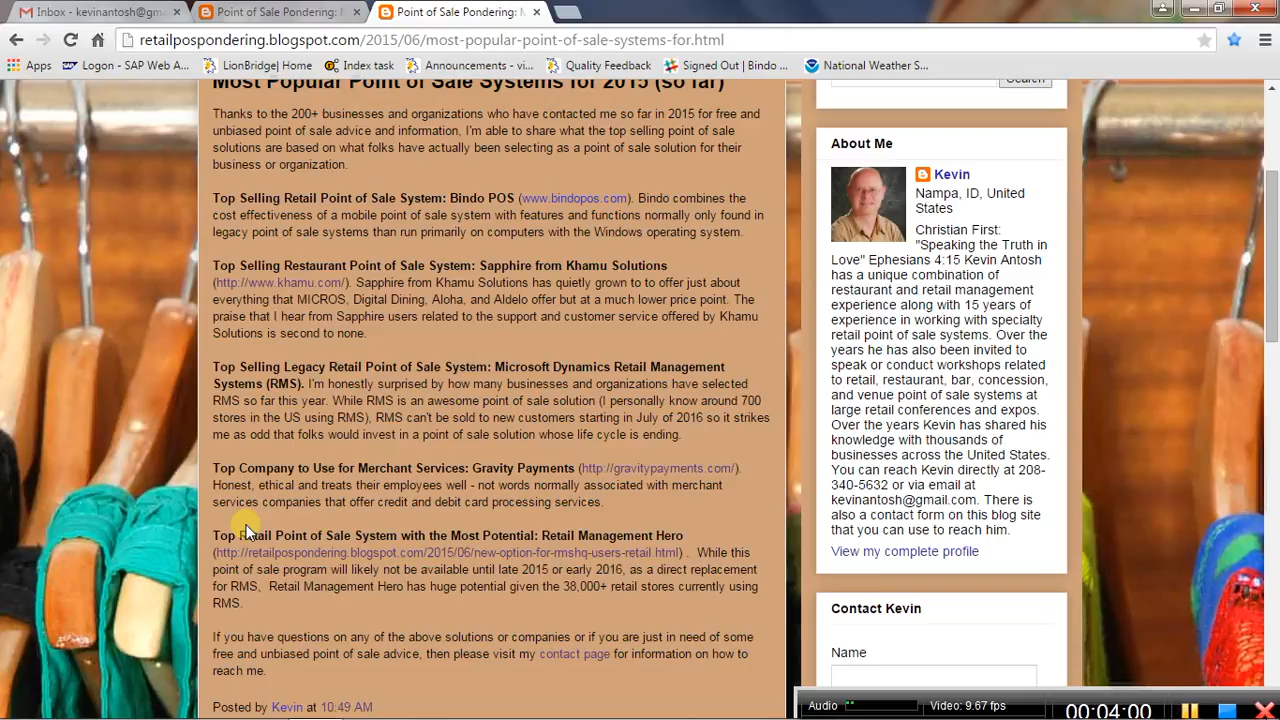 Inbox - kevinantosh@gm
Point of Sale Pondering: M
Point of Sale Pondering: M
retailpospondering.blogspot.com/2015/06/most-popular-point-of-sale-systems-for.html
Apps
Logon - SAP Web A...
LionBridge| Home
Index task
Announcements - vi...
Quality Feedback
Signed Out | Bindo ...
National Weather S...
Most Popular Point of Sale Systems for 2015 (so far)
Thanks to the 200+ businesses and organizations who have contacted me so far in 2015 for free and
unbiased point of sale advice and information, I'm able to share what the top selling point of sale
solutions are based on what folks have actually been selecting as a point of sale solution for their
business or organization.
Top Selling Retail Point of Sale System: Bindo POS (www.bindopos.com). Bindo combines the
cost effectiveness of a mobile point of sale system with features and functions normally only found in
legacy point of sale systems than run primarily on computers with the Windows operating system.
Top Selling Restaurant Point of Sale System: Sapphire from Khamu Solutions
(http://www.khamu.com/). Sapphire from Khamu Solutions has quietly grown to to offer just about
everything that MICROS, Digital Dining, Aloha, and Aldelo offer but at a much lower price point. The
praise that I hear from Sapphire users related to the support and customer service offered by Khamu
Solutions is second to none.
Top Selling Legacy Retail Point of Sale System: Microsoft Dynamics Retail Management
Systems (RMS). I'm honestly surprised by how many businesses and organizations have selected
RMS so far this year. While RMS is an awesome point of sale solution (I personally know around 700
stores in the US using RMS), RMS can't be sold to new customers starting in July of 2016 so it strikes
me as odd that folks would invest in a point of sale solution whose life cycle is ending.
Top Company to Use for Merchant Services: Gravity Payments (http://gravitypayments.com/).
Honest, ethical and treats their employees well - not words normally associated with merchant
services companies that offer credit and debit card processing services.
Top Retail Point of Sale System with the Most Potential: Retail Management Hero
(http://retailpospondering.blogspot.com/2015/06/new-option-for-rmshq-users-retail.html) . While this
point of sale program will likely not be available until late 2015 or early 2016, as a direct replacement
for RMS, Retail Management Hero has huge potential given the 38,000+ retail stores currently using
RMS.
If you have questions on any of the above solutions or companies or if you are just in need of some
free and unbiased point of sale advice, then please visit my contact page for information on how to
reach me.
Posted by Kevin at 10:49 AM
Search
About Me
Kevin
Nampa, ID, United
States
Christian First:
"Speaking the Truth in
Love" Ephesians 4:15 Kevin Antosh
has a unique combination of
restaurant and retail management
experience along with 15 years of
experience in working with specialty
retail point of sale systems. Over
the years he has also been invited to
speak or conduct workshops related
to retail, restaurant, bar, concession,
and venue point of sale systems at
large retail conferences and expos.
Over the years Kevin has shared his
knowledge with thousands of
businesses across the United States.
You can reach Kevin directly at 208-
340-5632 or via email at
kevinantosh@gmail.com. There is
also a contact form on this blog site
that you can use to reach him.
View my complete profile
Contact Kevin
Name
Audio
Video: 9.67 fps
00:04:00